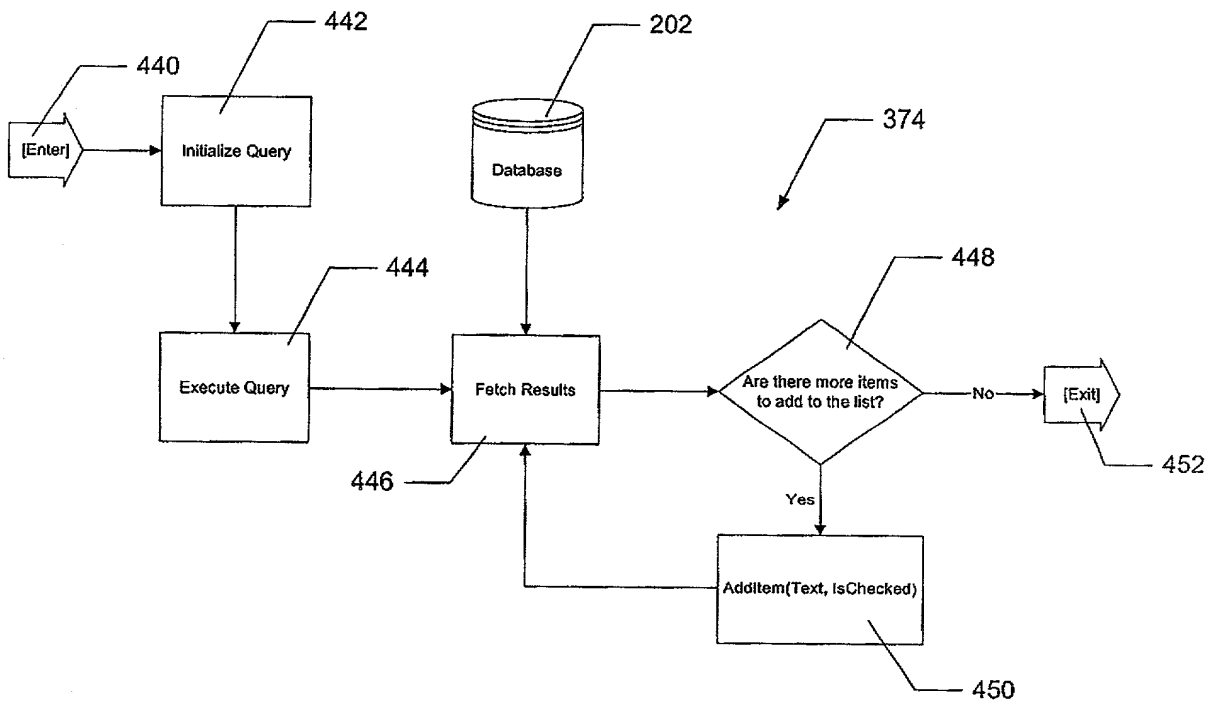 442
202
440
374
[Enter]
Initialize Query
Database
448
444
Execute Query
Fetch Results
Are there more items
to add to the list?
No
[Exit]
446
452
Yes
AddItem(Text, IsChecked)
450